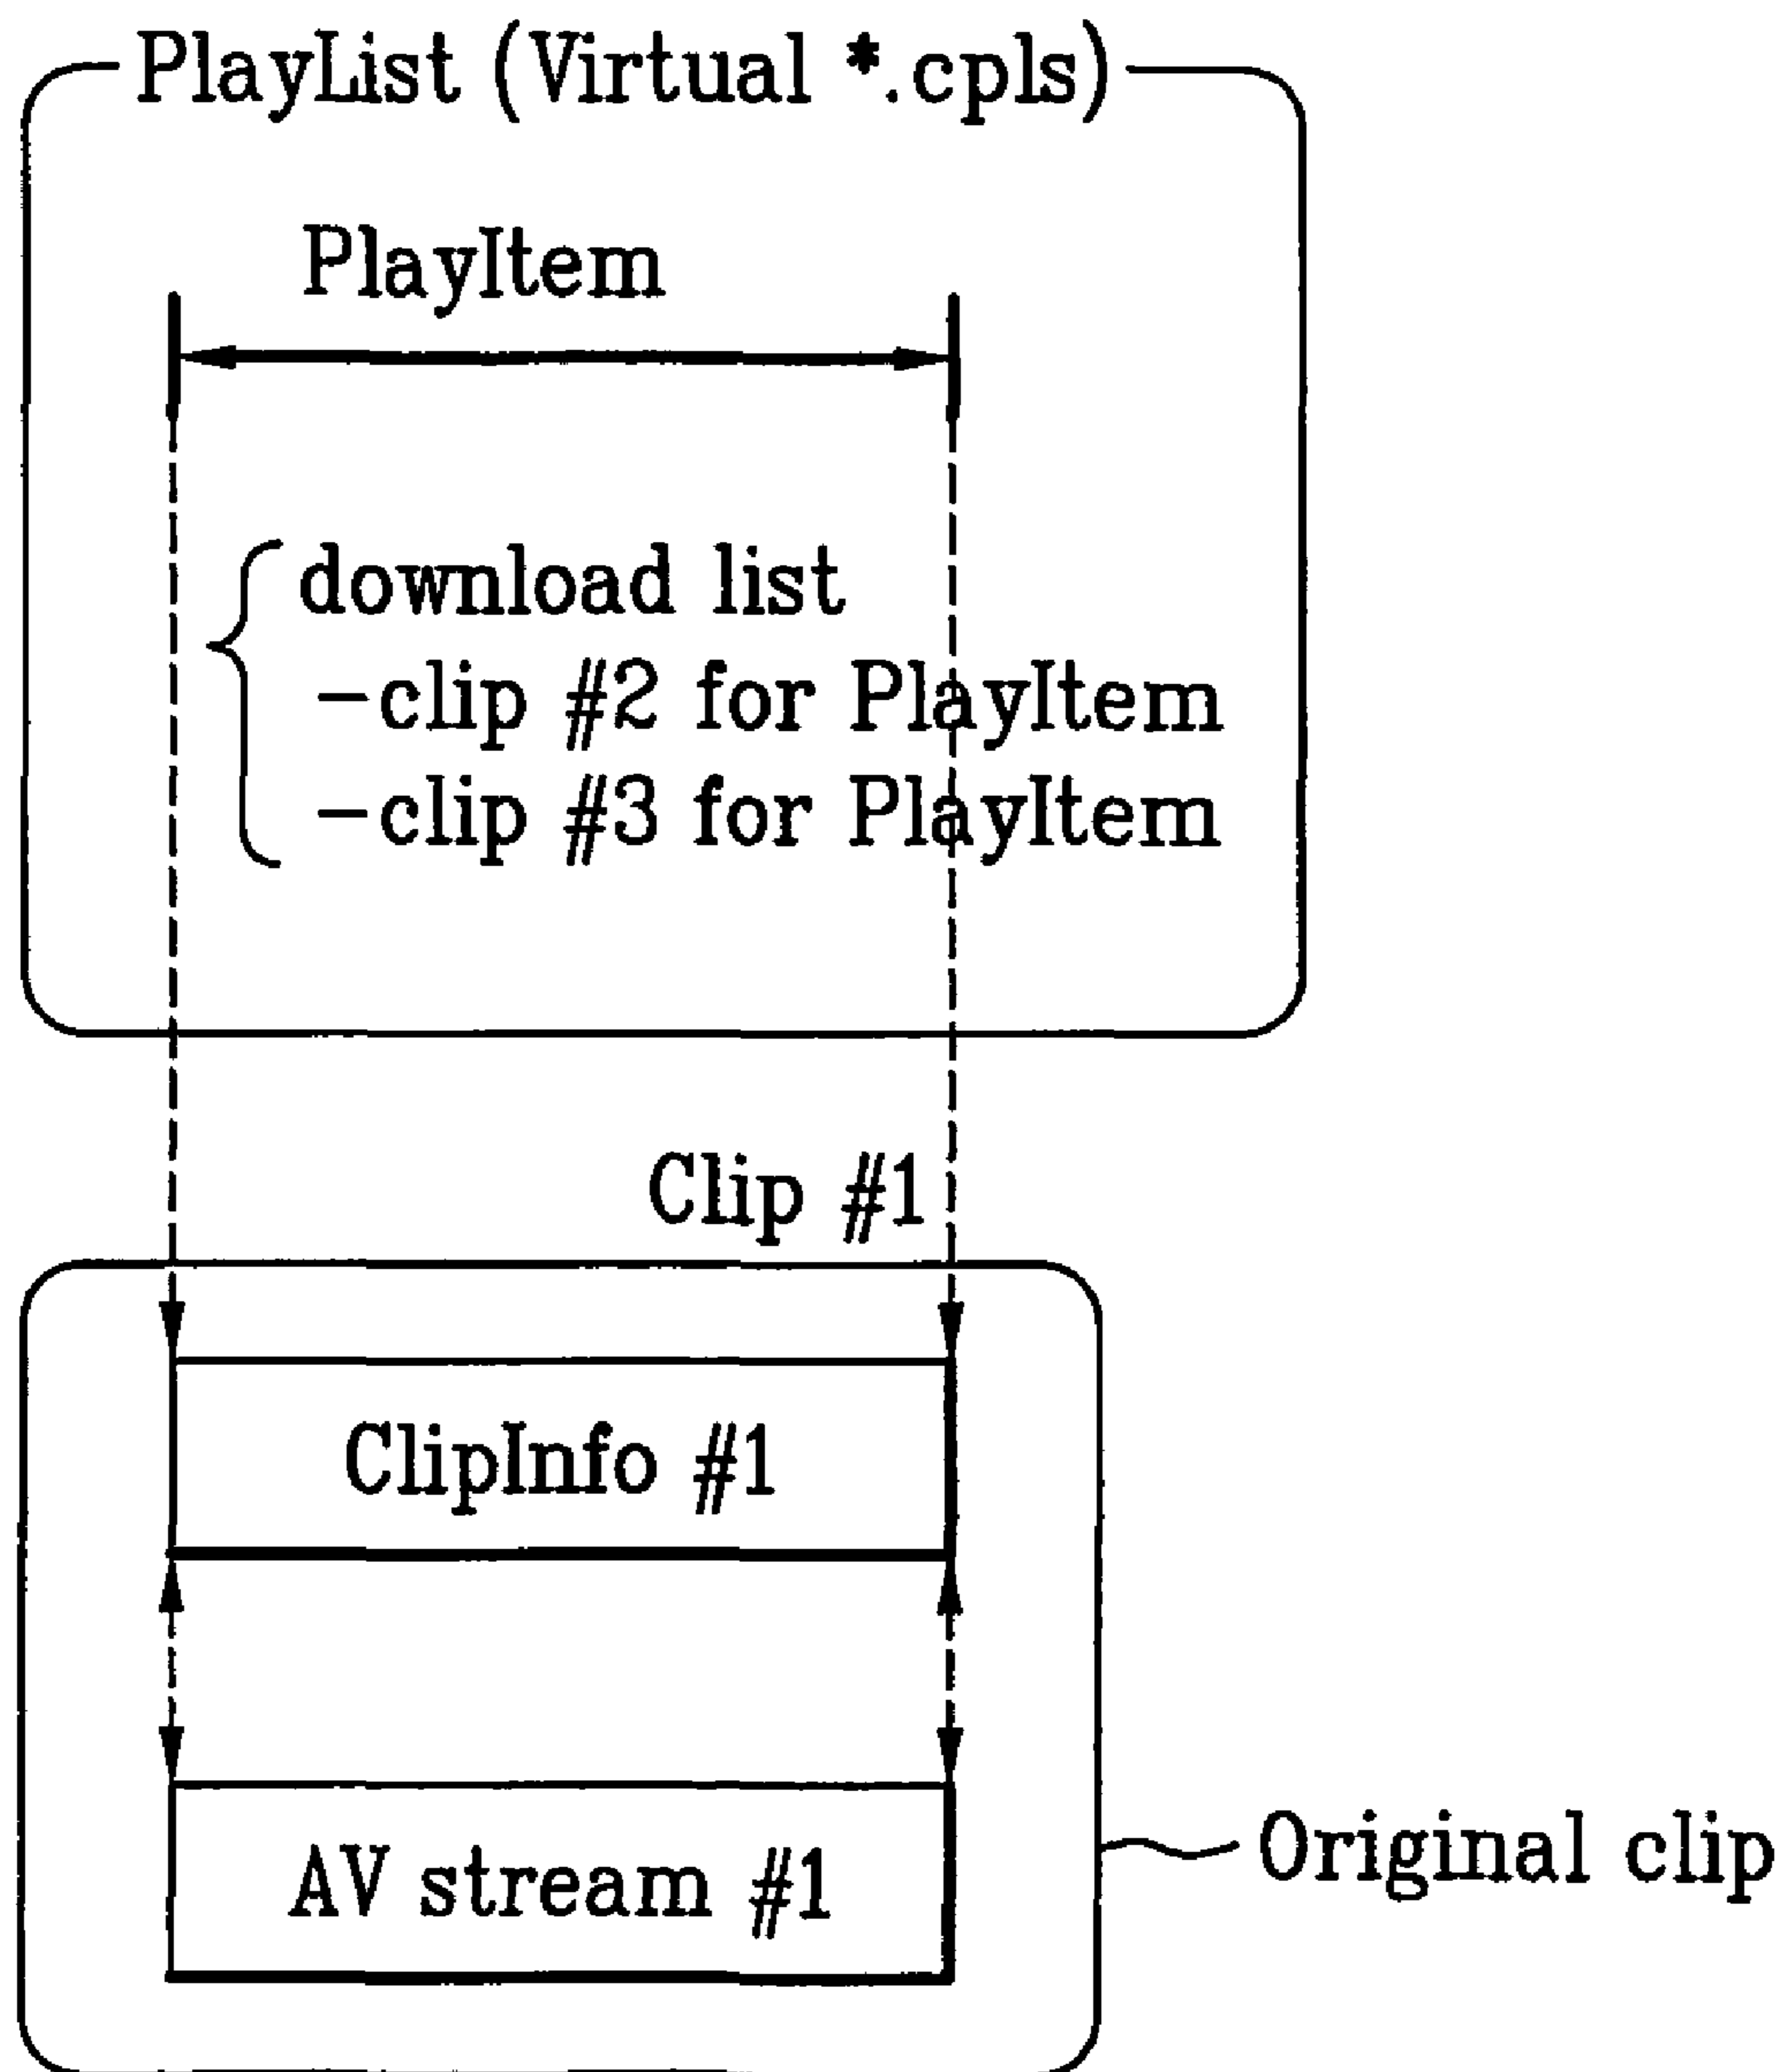 PlayList (Virtual *.cpls)
PlayItem
download list
-clip #2 for PlayItem
-clip #3 for PlayItem
Clip #1
ClipInfo #1
AV stream #1
Original clip